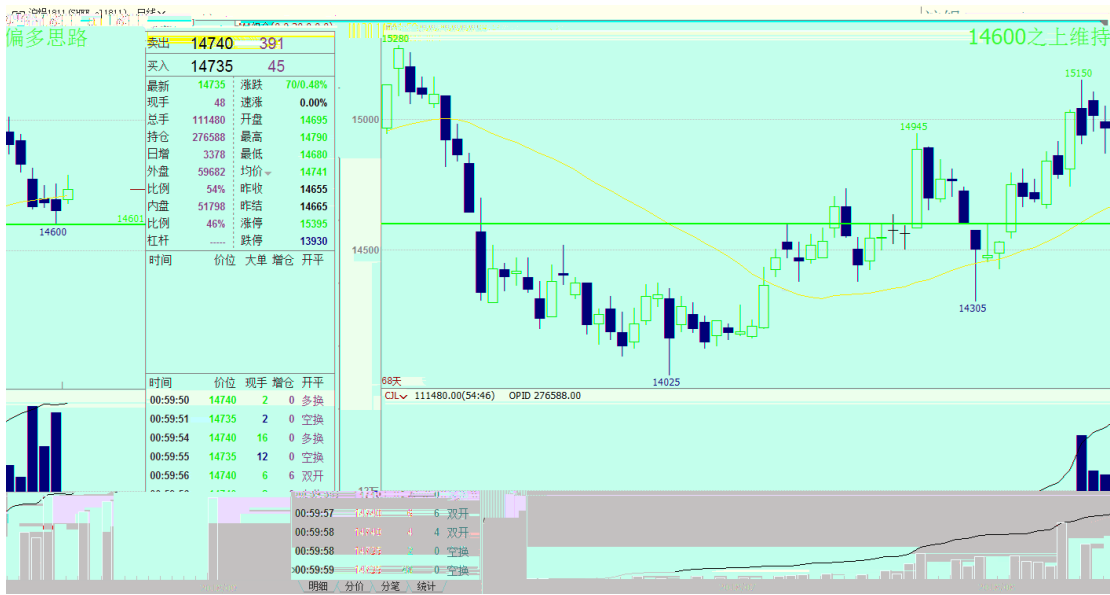 偏多思路
14600之上维持
卖出 14740 391
买入 14735 45
最新 14735 涨跌 70/0.48%
现手 48 速涨 0.00%
总手 111480 开盘 14695
持仓 276588 最高 14790
日增 3378 最低 14680
外盘 59682 均价 14741
比例 54% 昨收 14655
内盘 51798 昨结 14665
比例 46% 涨停 15395
杠杆 ----- 跌停 13930
时间 价位 大单 增仓 开平
时间 价位 现手 增仓 开平
00:59:50 14740 2 0 多换
00:59:51 14735 2 0 空换
00:59:54 14740 16 0 多换
00:59:55 14735 12 0 空换
00:59:56 14740 6 6 双开
00:59:57 6 双开
00:59:58 4 双开
00:59:58 0 空换
00:59:59 0 空换
明细 分价 分笔 统计
14601
14600
15280
15150
15000
14945
14500
14305
14025
68天
CJL 111480.00(54:46) OPID 276588.00